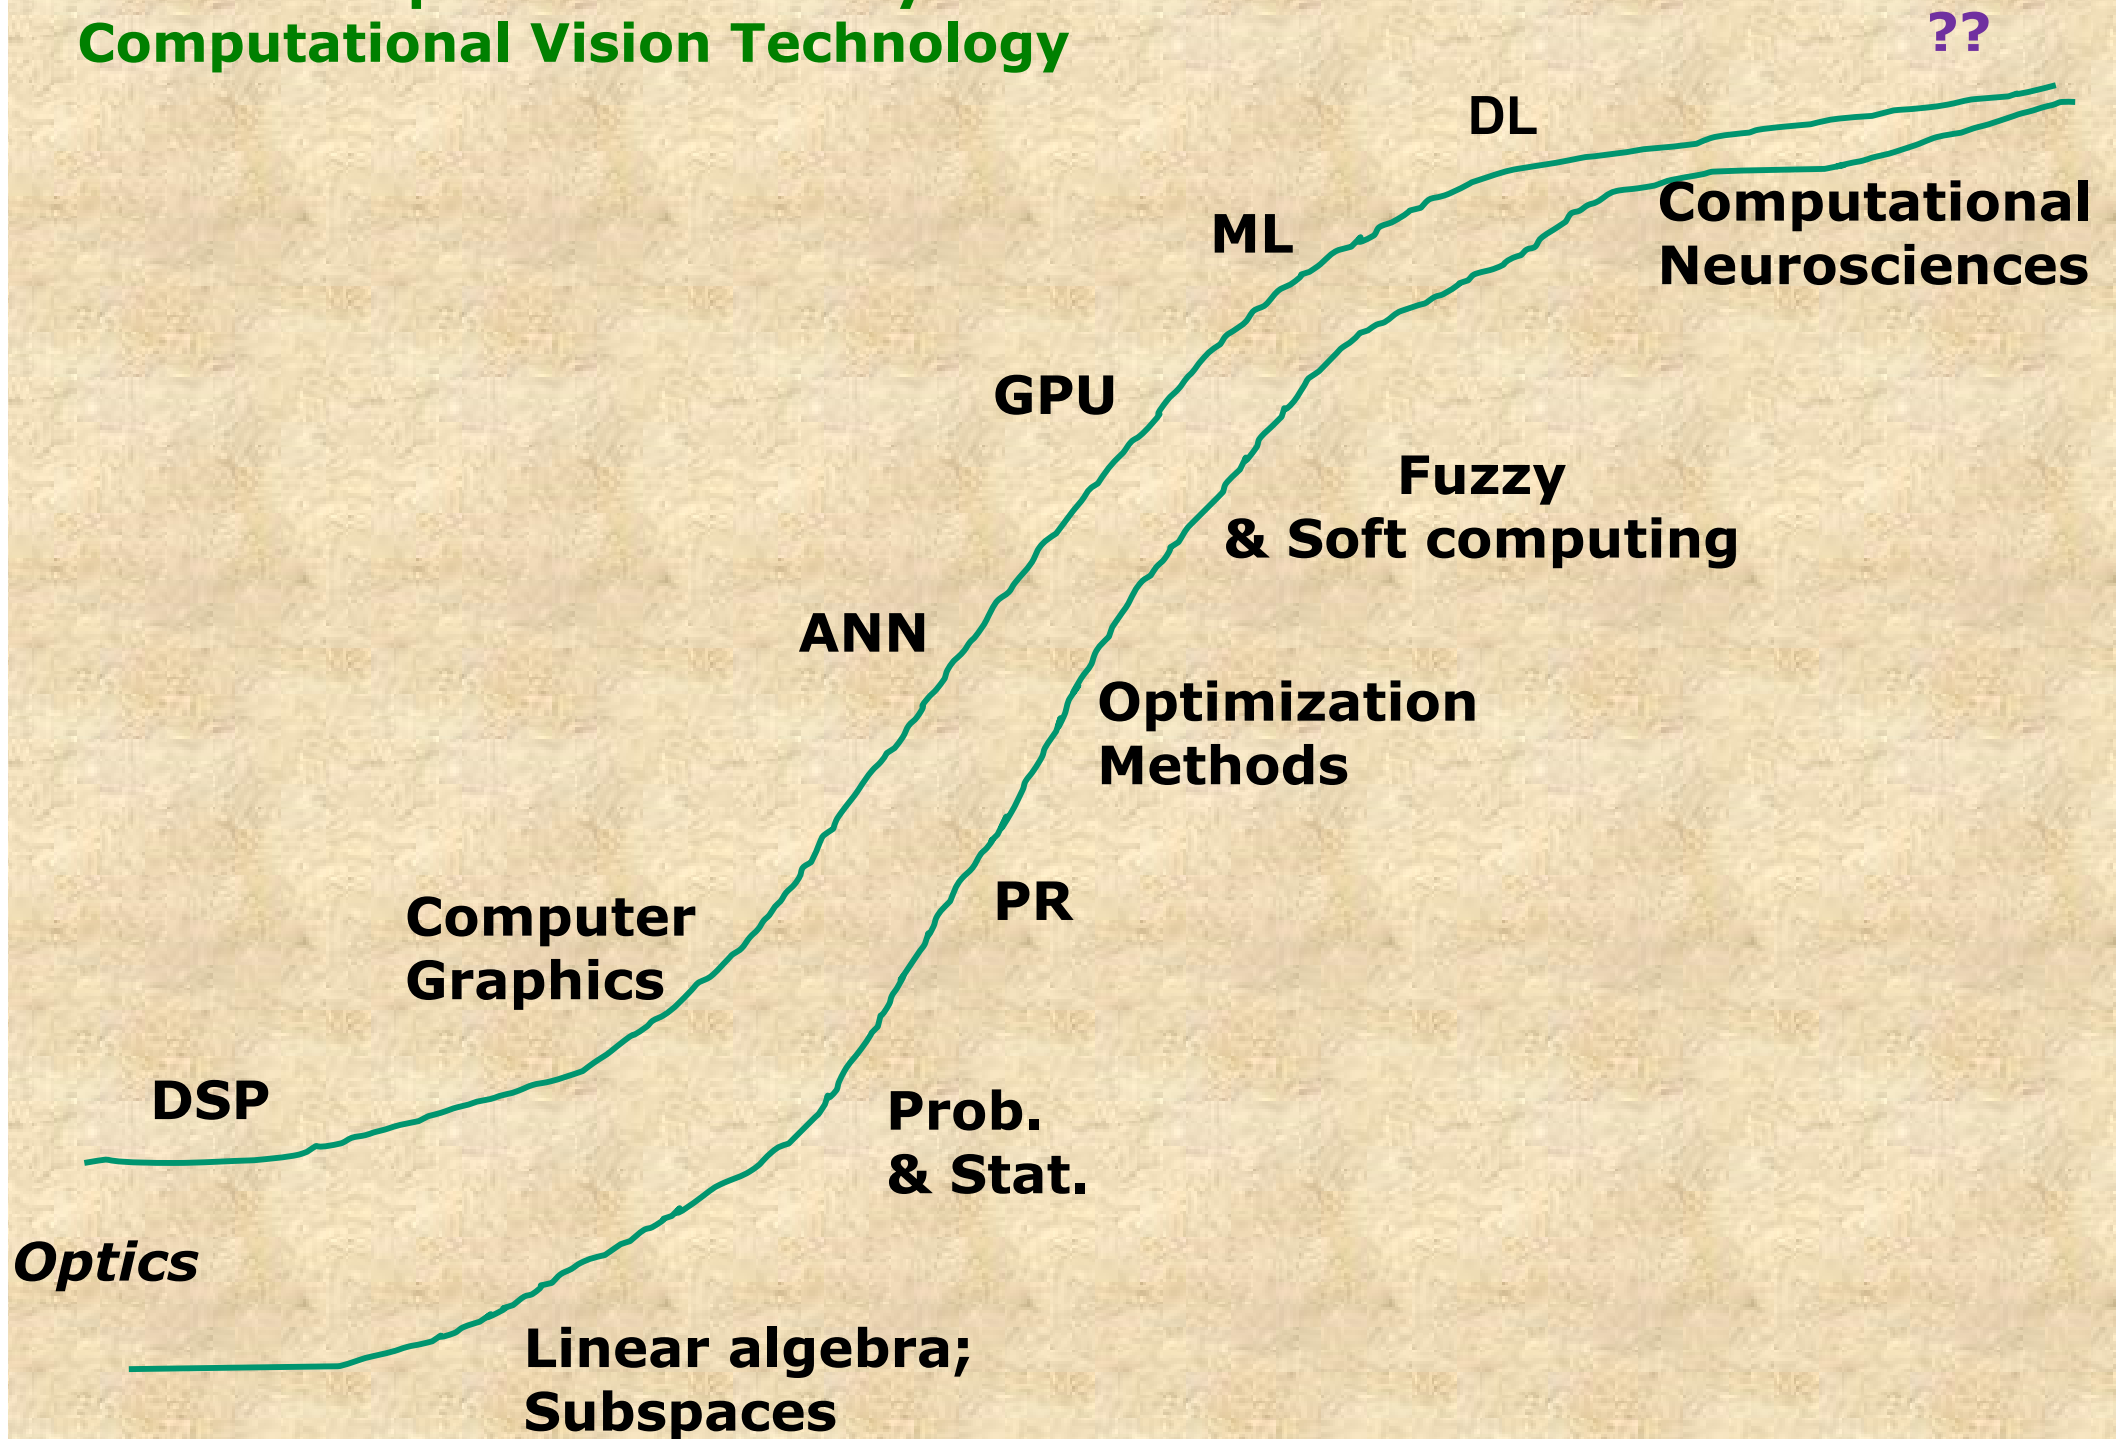 Computational Vision Technology
??
DL
Computational
Neurosciences
ML
GPU
Fuzzy
& Soft computing
ANN
Optimization
Methods
PR
Computer
Graphics
DSP
Prob.
& Stat.
Optics
Linear algebra;
Subspaces